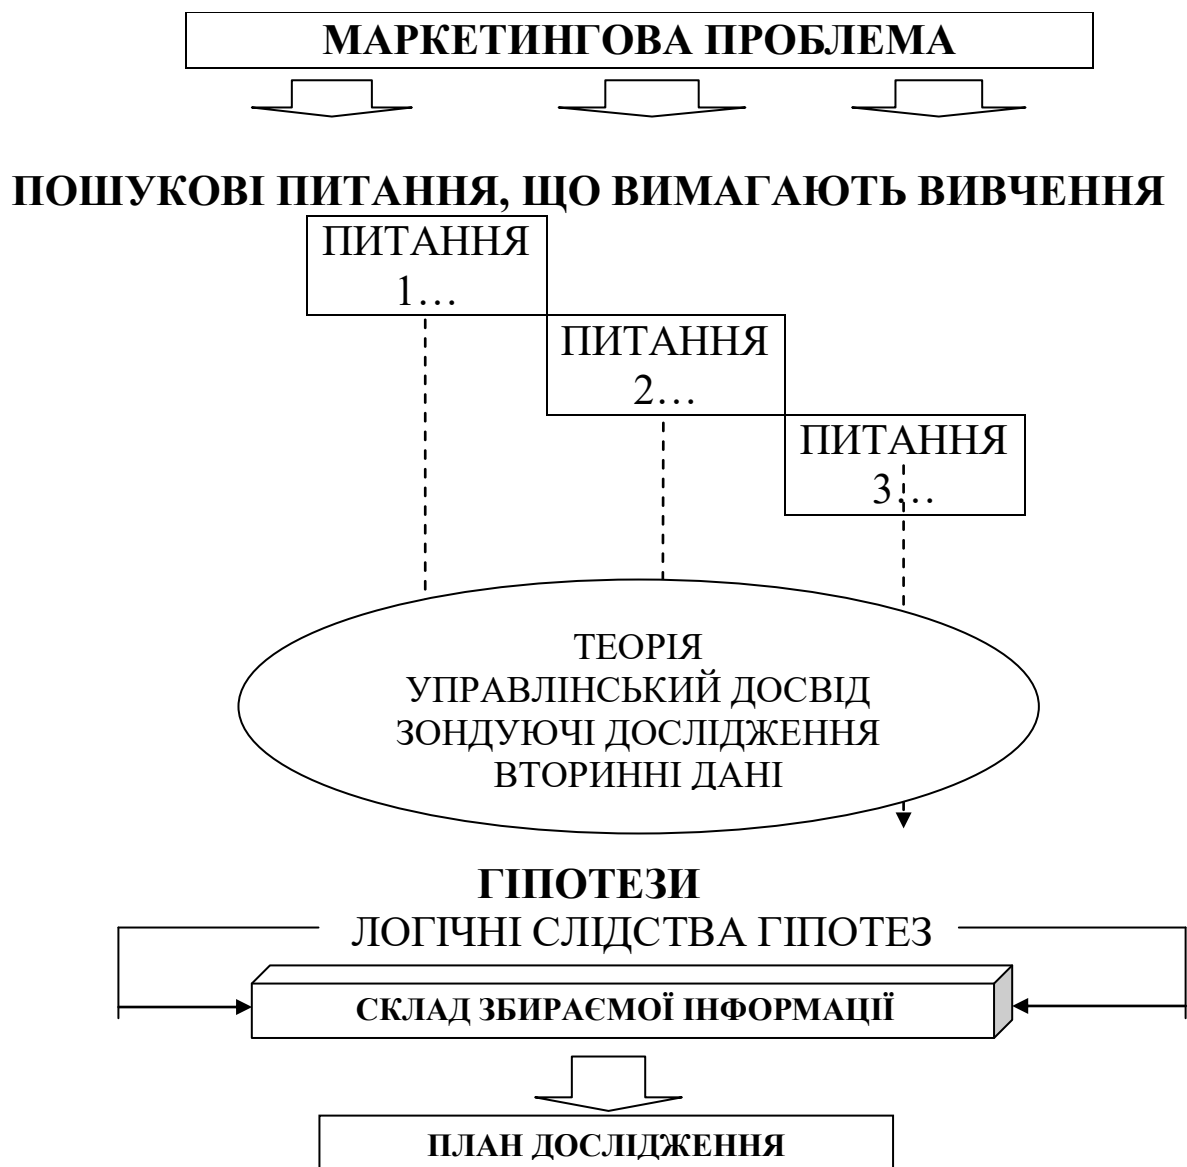 МАРКЕТИНГОВА ПРОБЛЕМА
ПОШУКОВІ ПИТАННЯ, ЩО ВИМАГАЮТЬ ВИВЧЕННЯ
ПИТАННЯ
1…
ПИТАННЯ
2…
ПИТАННЯ
3…
ТЕОРІЯ
УПРАВЛІНСЬКИЙ ДОСВІД
ЗОНДУЮЧІ ДОСЛІДЖЕННЯ
ВТОРИННІ ДАНІ
ГІПОТЕЗИ
ЛОГІЧНІ СЛІДСТВА ГІПОТЕЗ
СКЛАД ЗБИРАЄМОЇ ІНФОРМАЦІЇ
ПЛАН ДОСЛІДЖЕННЯ